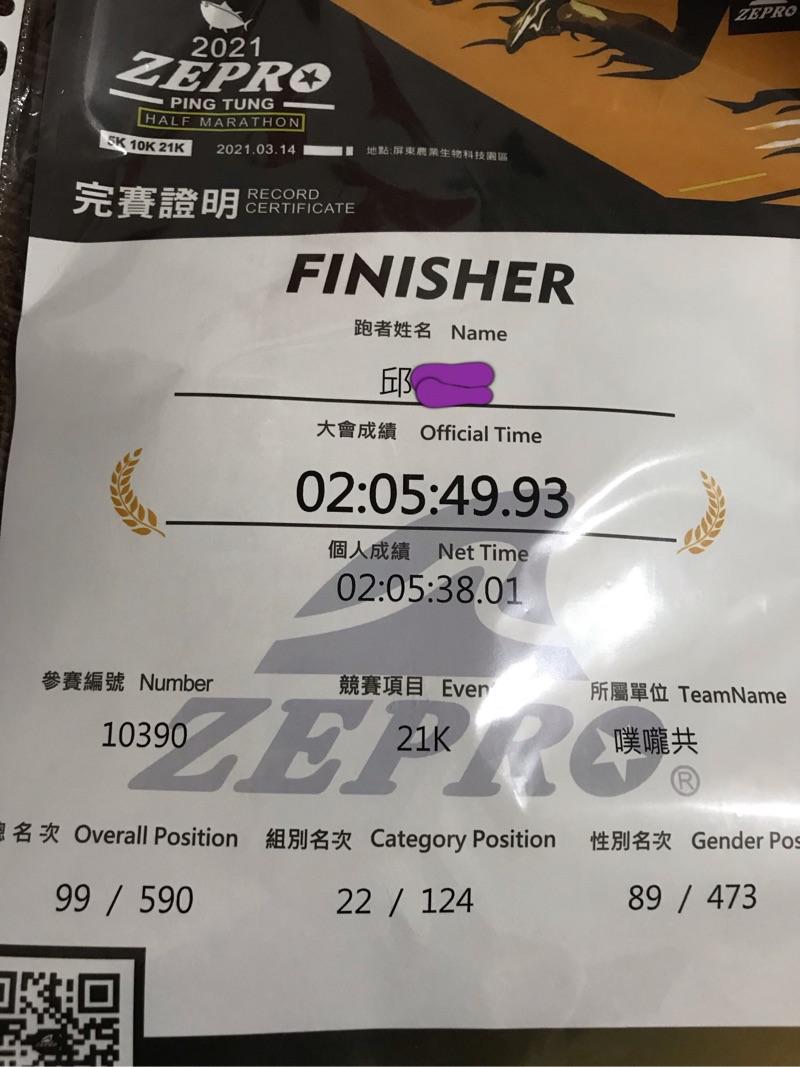 ZEPRO
2021
ZEPRO
PING TUNG
HALF MARATHON
5K 10K 21K 2021.03.14 地點:屏東農業生物科技園區
完賽證明 RECORD CERTIFICATE
FINISHER
跑者姓名 Name
邱
大會成績 Official Time
02:05:49.93
個人成績 Net Time
02:05:38.01
參賽編號 Number 競賽項目 Even 所屬單位 TeamName
10390 21K 噗嚨共
ZEPRO®
名次 Overall Position 組別名次 Category Position 性別名次 Gender Pos
99 / 590 22 / 124 89 / 473